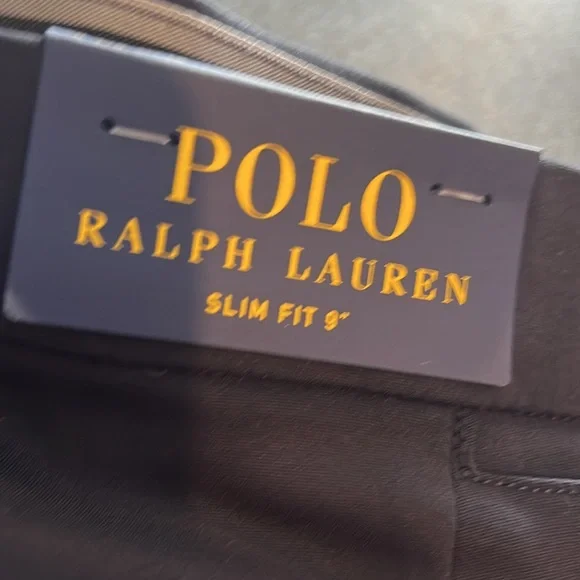 POLO
RALPH LAUREN
SLIM FIT 9"